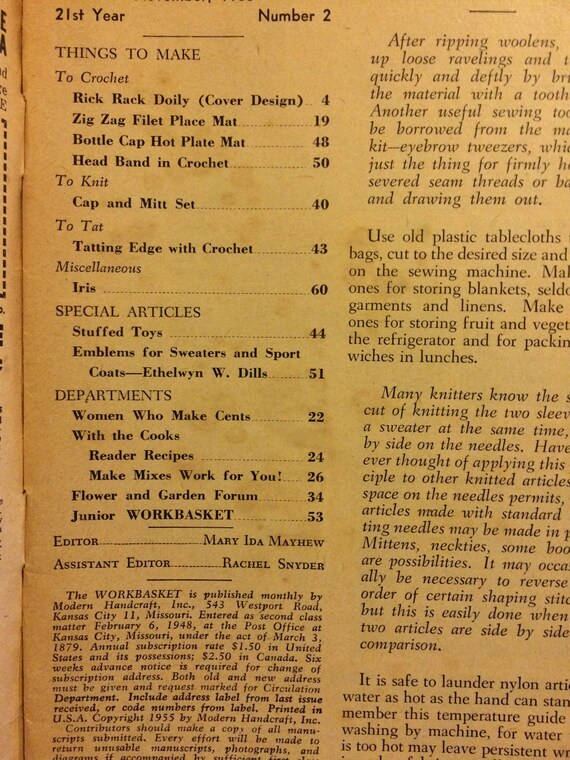 21st Year Number 2
THINGS TO MAKE
To Crochet
Rick Rack Doily (Cover Design) 4
Zig Zag Filet Place Mat 19
Bottle Cap Hot Plate Mat 48
Head Band in Crochet 50
To Knit
Cap and Mitt Set 40
To Tat
Tatting Edge with Crochet 43
Miscellaneous
Iris 60
SPECIAL ARTICLES
Stuffed Toys 44
Emblems for Sweaters and Sport
Coats—Ethelwyn W. Dills 51
DEPARTMENTS
Women Who Make Cents 22
With the Cooks
Reader Recipes 24
Make Mixes Work for You! 26
Flower and Garden Forum 34
Junior WORKBASKET 53
EDITOR MARY IDA MAYHEW
ASSISTANT EDITOR RACHEL SNYDER
The WORKBASKET is published monthly by
Modern Handcraft, Inc., 543 Westport Road,
Kansas City 11, Missouri. Entered as second class
matter February 6, 1948, at the Post Office at
Kansas City, Missouri, under the act of March 3,
1879. Annual subscription rate $1.50 in United
States and its possessions; $2.50 in Canada. Six
weeks advance notice is required for change of
subscription address. Both old and new address
must be given and request marked for Circulation
Department. Include address label from last issue
received, or code numbers from label. Printed in
U.S.A. Copyright 1955 by Modern Handcraft, Inc.
Contributors should make a copy of all manu-
scripts submitted. Every effort will be made to
return unusable manuscripts, photographs, and
After ripping woolens,
up loose ravelings and
quickly and deftly by
the material with a
Another useful sewing
be borrowed from the
kit—eyebrow tweezers,
just the thing for firmly
severed seam threads or
and drawing them out.
Use old plastic tablecloths
bags, cut to the desired size and
on the sewing machine.
ones for storing blankets,
garments and linens. Make
ones for storing fruit and
the refrigerator and for
wiches in lunches.
Many knitters know the
cut of knitting the two
a sweater at the same time,
by side on the needles. Have
ever thought of applying this
ciple to other knitted articles
space on the needles permits,
articles made with standard
ting needles may be made in
Mittens, neckties, some
are possibilities. It may
ally be necessary to reverse
order of certain shaping
but this is easily done when
two articles are side by side
comparison.
It is safe to launder nylon
water as hot as the hand can
member this temperature guide
washing by machine, for water
is too hot may leave persistent